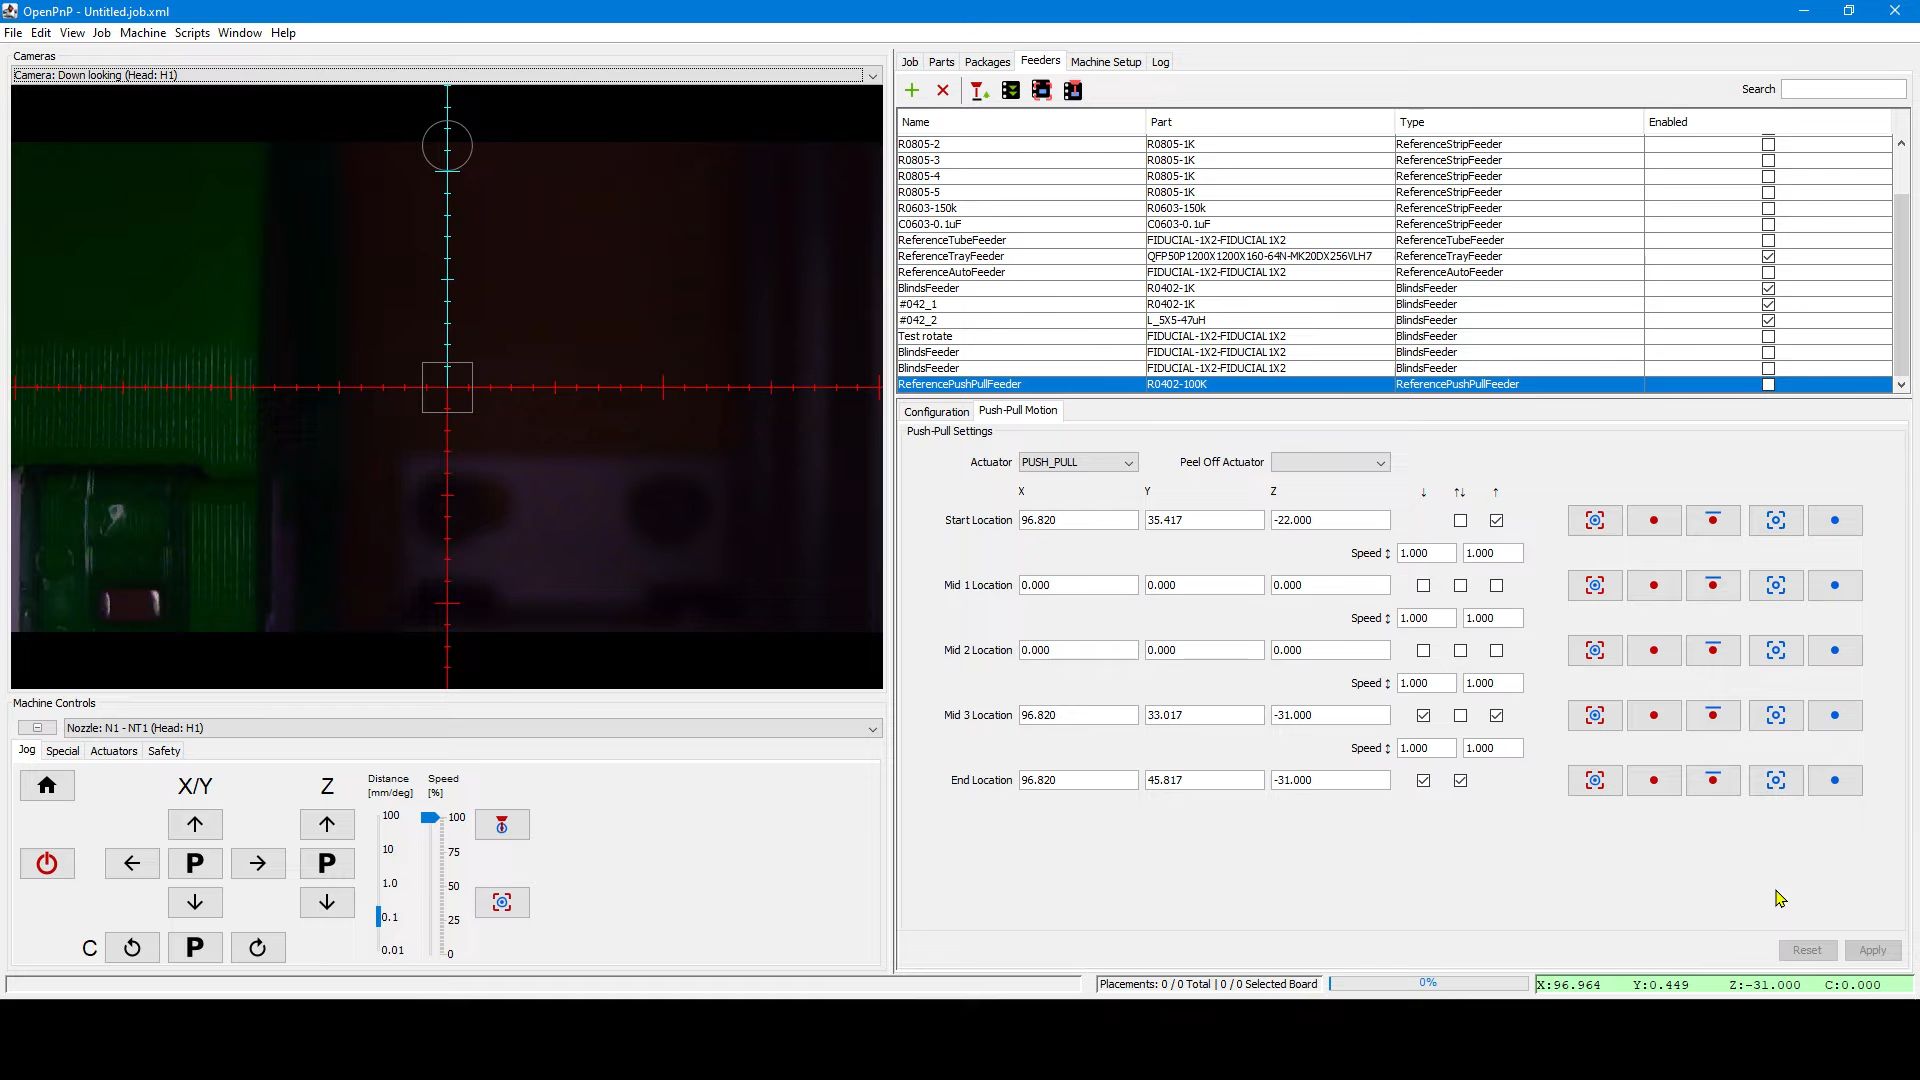 OpenPnP - Untitled.job.xml
File Edit View Job Machine Scripts Window Help
Cameras
Camera: Down looking (Head: H1)
Job Parts Packages Feeders Machine Setup Log
Search
Name Part Type Enabled
R0805-2 R0805-1K ReferenceStripFeeder
R0805-3 R0805-1K ReferenceStripFeeder
R0805-4 R0805-1K ReferenceStripFeeder
R0805-5 R0805-1K ReferenceStripFeeder
R0603-150k R0603-150k ReferenceStripFeeder
C0603-0.1uF C0603-0.1uF ReferenceStripFeeder
ReferenceTubeFeeder FIDUCIAL-1X2-FIDUCIAL1X2 ReferenceTubeFeeder
ReferenceTrayFeeder QFP50P1200X1200X160-64N-MK20DX256VLH7 ReferenceTrayFeeder
ReferenceAutoFeeder FIDUCIAL-1X2-FIDUCIAL1X2 ReferenceAutoFeeder
BlindsFeeder R0402-1K BlindsFeeder
#042_1 R0402-1K BlindsFeeder
#042_2 L_5X5-47uH BlindsFeeder
Test rotate FIDUCIAL-1X2-FIDUCIAL1X2 BlindsFeeder
BlindsFeeder FIDUCIAL-1X2-FIDUCIAL1X2 BlindsFeeder
BlindsFeeder FIDUCIAL-1X2-FIDUCIAL1X2 BlindsFeeder
ReferencePushPullFeeder R0402-100K ReferencePushPullFeeder
Configuration Push-Pull Motion
Push-Pull Settings
Actuator PUSH_PULL Peel Off Actuator
X Y Z ↓ ↑↓ ↑
Start Location 96.820 35.417 -22.000
Speed ↕ 1.000 1.000
Mid 1 Location 0.000 0.000 0.000
Speed ↕ 1.000 1.000
Mid 2 Location 0.000 0.000 0.000
Speed ↕ 1.000 1.000
Mid 3 Location 96.820 33.017 -31.000
Speed ↕ 1.000 1.000
End Location 96.820 45.817 -31.000
Reset Apply
Machine Controls
Nozzle: N1 - NT1 (Head: H1)
Jog Special Actuators Safety
X/Y Z Distance [mm/deg] Speed [%]
100 100
10 75
P P
1.0 50
0.1 25
0.01 0
C P
Placements: 0 / 0 Total | 0 / 0 Selected Board 0% X:96.964 Y:0.449 Z:-31.000 C:0.000